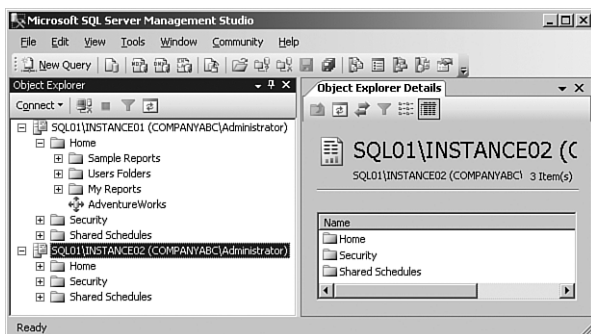 Microsoft SQL Server Management Studio
File Edit View Tools Window Community Help
New Query
Object Explorer
Connect
SQL01\INSTANCE01 (COMPANYABC\Administrator)
Home
Sample Reports
Users Folders
My Reports
AdventureWorks
Security
Shared Schedules
SQL01\INSTANCE02 (COMPANYABC\Administrator)
Home
Security
Shared Schedules
Object Explorer Details
SQL01\INSTANCE02 (C
SQL01\INSTANCE02 (COMPANYABC\ 3 Item(s)
Name
Home
Security
Shared Schedules
Ready